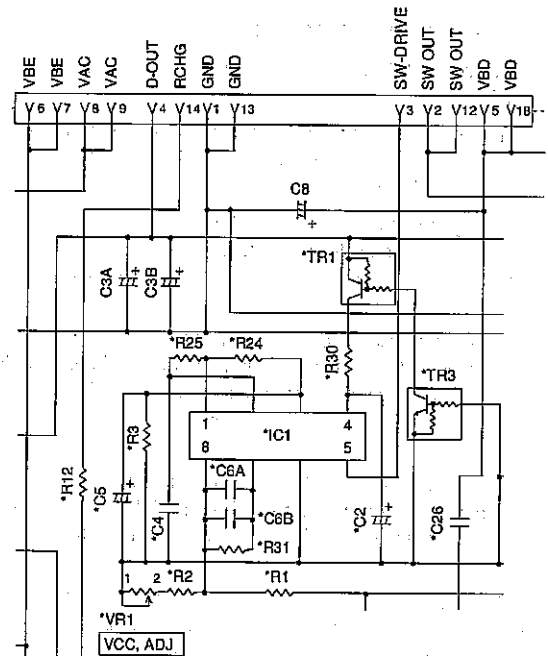 VBE
VBE
VAC
VAC
D-OUT
RCHG
GND
GND
SW-DRIVE
SW OUT
SW OUT
VBD
VBD
V6 V7 V8 V9 V4 V14 V1 V13 V3 V2 V12 V5 V18
C8
+
*TR1
C3A + C3B +
*R25 *R24
*R30
*TR3
1 *IC1 4
8 5
*R3
*R12
*C5 +
*C4
*C6A
*C6B
*R31
*C2 +
*C26
1 2 *R2 *R1
*VR1
VCC, ADJ